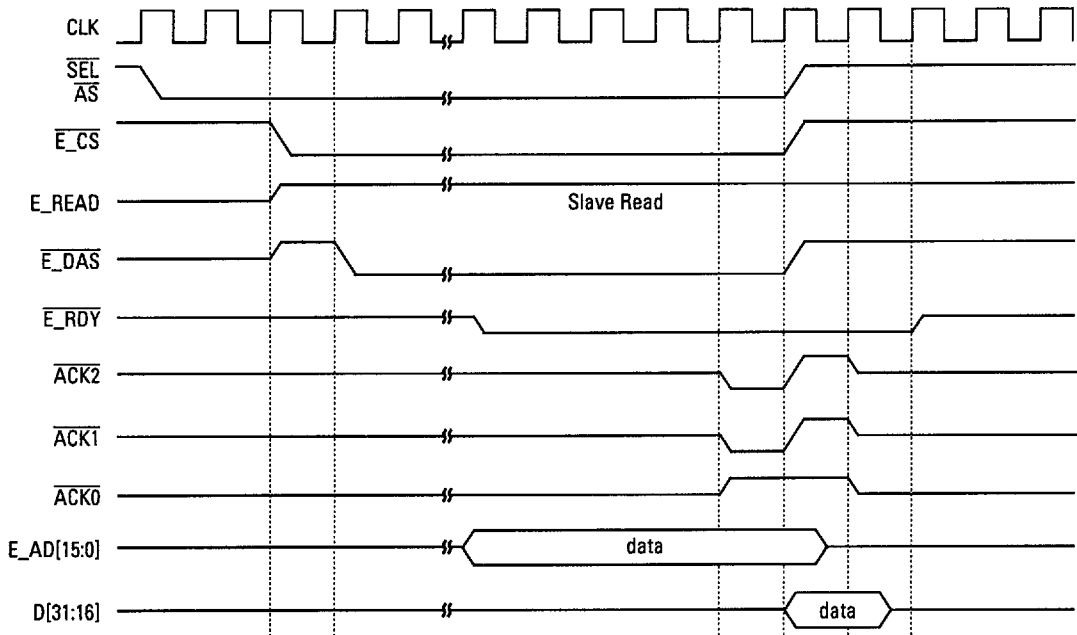 CLK
SEL
AS
E_CS
E_READ
Slave Read
E_DAS
E_RDY
ACK2
ACK1
ACK0
E_AD[15:0]
data
D[31:16]
data